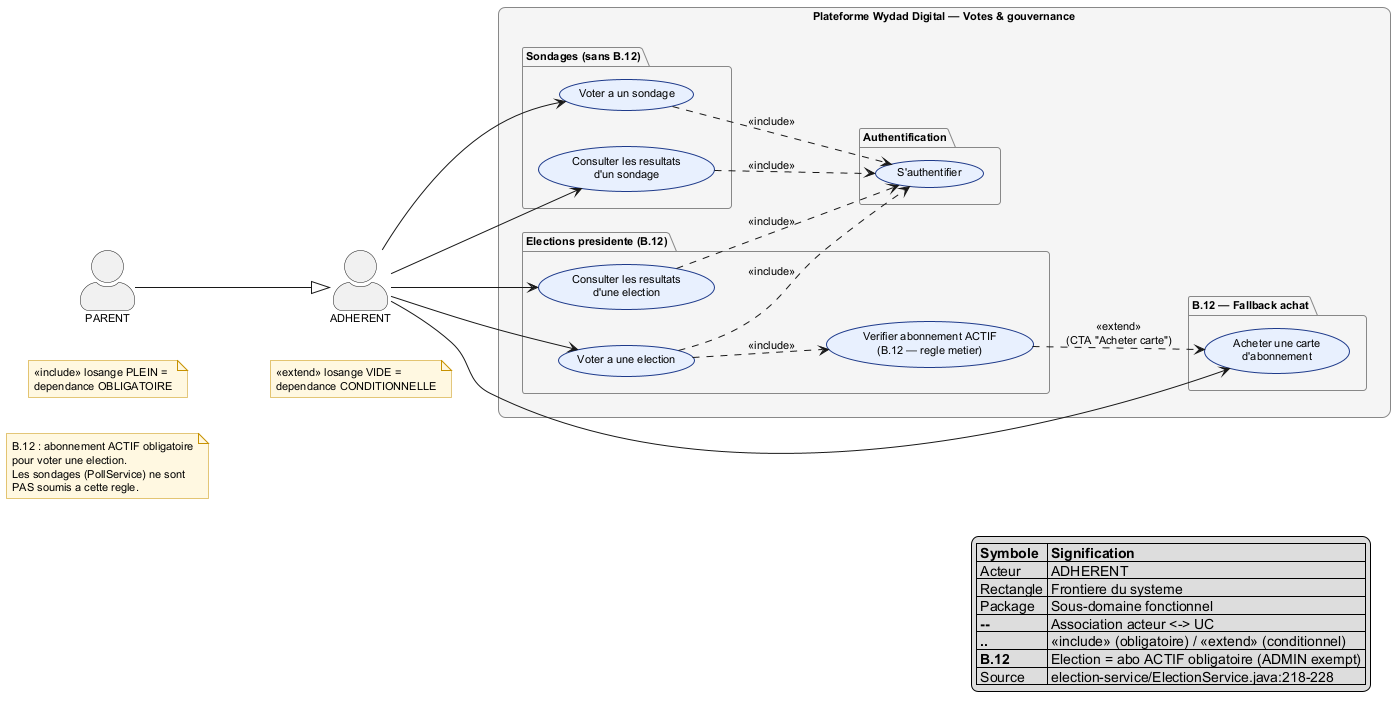 Plateforme Wydad Digital — Votes & gouvernance
Sondages (sans B.12)
Voter a un sondage
«include»
Authentification
Consulter les resultats
d'un sondage
«include»
S'authentifier
«include»
Elections presidente (B.12)
Consulter les resultats
d'une election
«include»
B.12 — Fallback achat
PARENT
ADHERENT
Voter a une election
«include»
Verifier abonnement ACTIF
(B.12 — regle metier)
«extend»
(CTA "Acheter carte")
Acheter une carte
d'abonnement
«include» losange PLEIN =
dependance OBLIGATOIRE
«extend» losange VIDE =
dependance CONDITIONNELLE
B.12 : abonnement ACTIF obligatoire
pour voter une election.
Les sondages (PollService) ne sont
PAS soumis a cette regle.
Symbole Signification
Acteur ADHERENT
Rectangle Frontiere du systeme
Package Sous-domaine fonctionnel
-- Association acteur <-> UC
.. «include» (obligatoire) / «extend» (conditionnel)
B.12 Election = abo ACTIF obligatoire (ADMIN exempt)
Source election-service/ElectionService.java:218-228